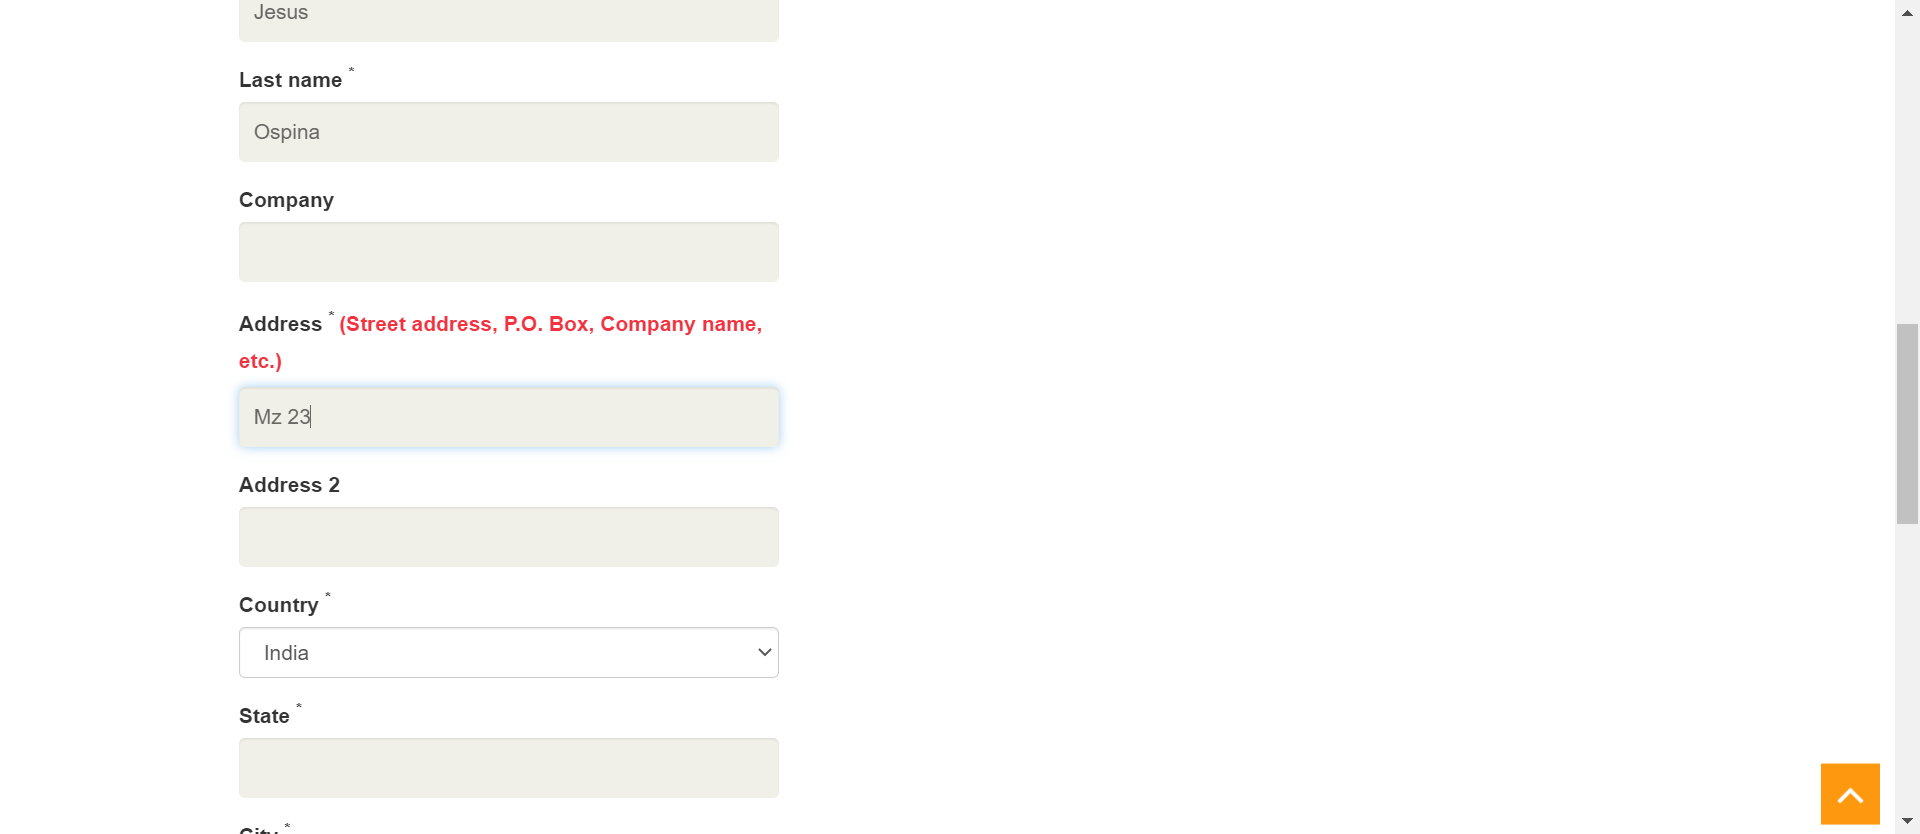 Jesus
Last name *
Ospina
Company
Address * (Street address, P.O. Box, Company name,
etc.)
Mz 23
Address 2
Country *
India
State *
City *